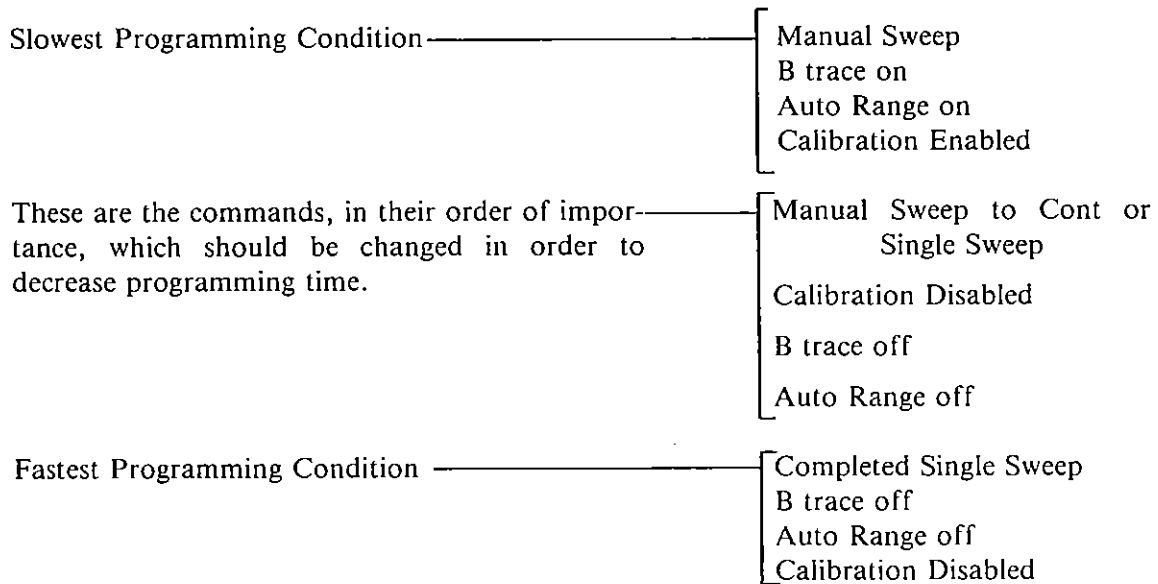 Slowest Programming Condition
Manual Sweep
B trace on
Auto Range on
Calibration Enabled
These are the commands, in their order of impor-
tance, which should be changed in order to
decrease programming time.
Manual Sweep to Cont or
Single Sweep
Calibration Disabled
B trace off
Auto Range off
Fastest Programming Condition
Completed Single Sweep
B trace off
Auto Range off
Calibration Disabled